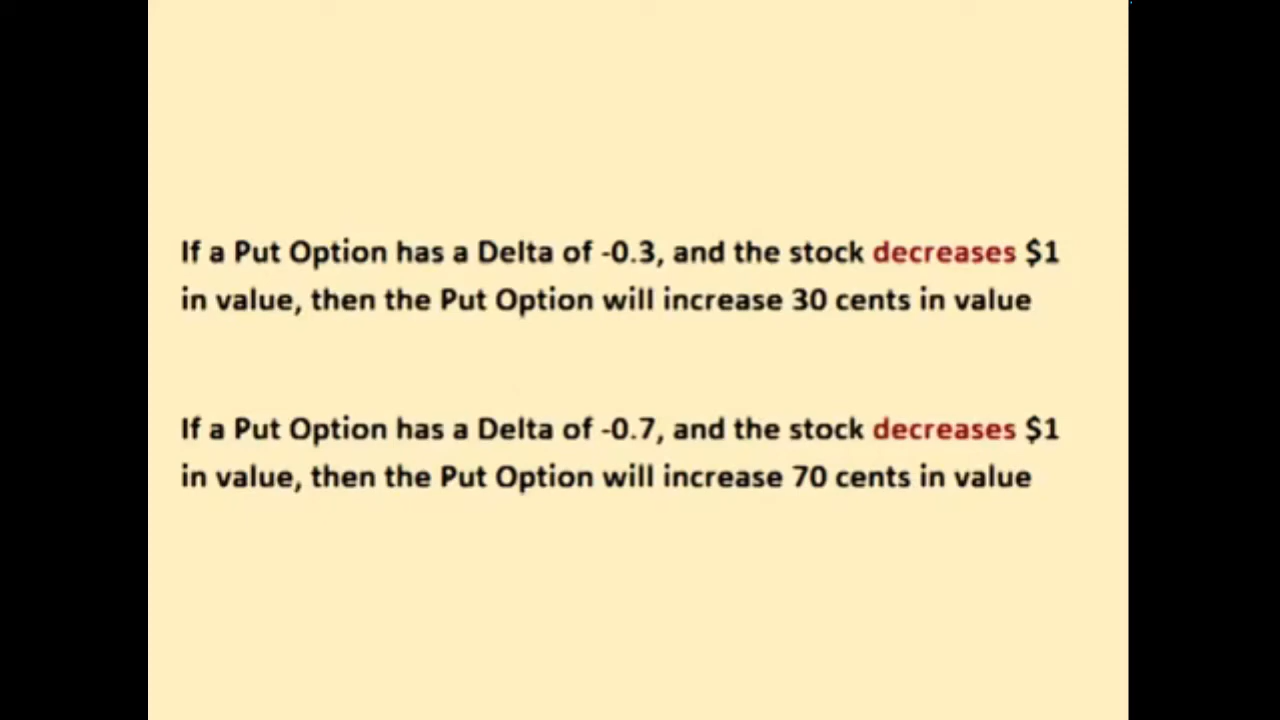 If a Put Option has a Delta of -0.3, and the stock decreases $1
in value, then the Put Option will increase 30 cents in value
If a Put Option has a Delta of -0.7, and the stock decreases $1
in value, then the Put Option will increase 70 cents in value